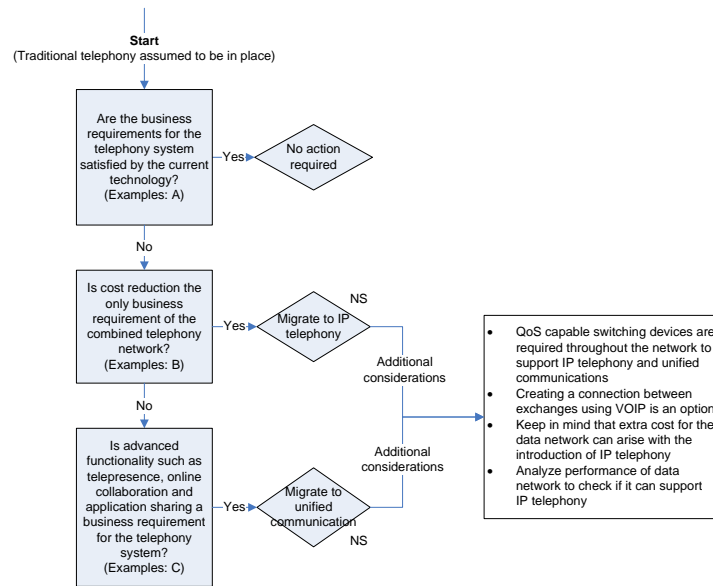 Start
(Traditional telephony assumed to be in place)
Are the business
requirements for the
telephony system
satisfied by the current
technology?
(Examples: A)
Yes
No action
required
No
Is cost reduction the
only business
requirement of the
combined telephony
network?
(Examples: B)
Yes
Migrate to IP
telephony
NS
Additional
considerations
No
Is advanced
functionality such as
telepresence, online
collaboration and
application sharing a
business requirement
for the telephony
system?
(Examples: C)
Yes
Migrate to
unified
communication
NS
Additional
considerations
• QoS capable switching devices are
required throughout the network to
support IP telephony and unified
communications
• Creating a connection between
exchanges using VOIP is an option
• Keep in mind that extra cost for the
data network can arise with the
introduction of IP telephony
• Analyze performance of data
network to check if it can support
IP telephony